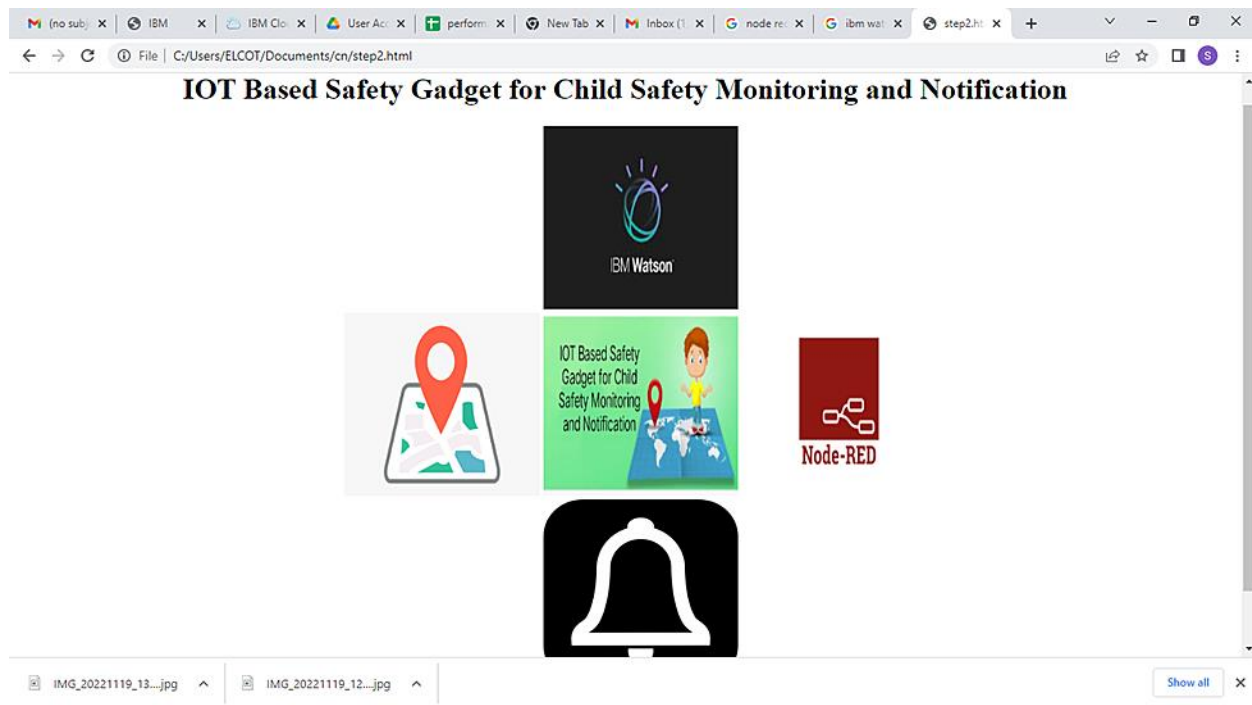 (no subj
IBM
IBM Clo
User Acc
perform
New Tab
Inbox (1
node rec
ibm wat
step2.ht
File | C:/Users/ELCOT/Documents/cn/step2.html
S
IOT Based Safety Gadget for Child Safety Monitoring and Notification
IBM Watson
IOT Based Safety
Gadget for Child
Safety Monitoring
and Notification
Node-RED
IMG_20221119_13....jpg
IMG_20221119_12....jpg
Show all